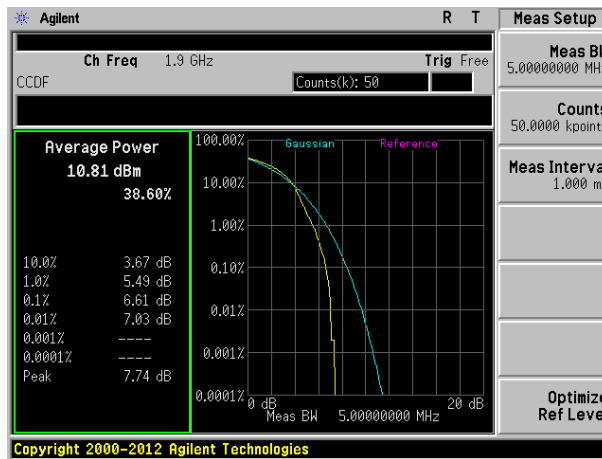 Agilent R T Meas Setup
Ch Freq 1.9 GHz Trig Free
CCDF Counts(k): 50
Meas B
5.00000000 MH
Counts
50.0000 kpoint
Meas Interva
1.000 m
Optimize
Ref Leve
Average Power
10.81 dBm
38.60%
10.0% 3.67 dB
1.0% 5.49 dB
0.1% 6.61 dB
0.01% 7.03 dB
0.001% ----
0.0001% ----
Peak 7.74 dB
Gaussian Reference
100.00%
10.00%
1.00%
0.10%
0.01%
0.001%
0.0001%
0 dB 20 dB
Meas BW 5.00000000 MHz
Copyright 2000-2012 Agilent Technologies